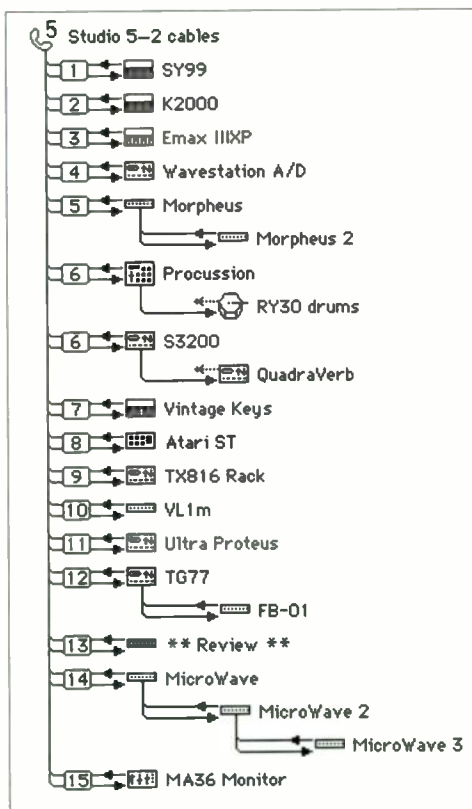 5 Studio 5–2 cables
1 SY99
2 K2000
3 Emax IIIXP
4 Wavestation A/D
5 Morpheus
Morpheus 2
6 Procussion
RY30 drums
6 S3200
QuadraVerb
7 Vintage Keys
8 Atari ST
9 TX816 Rack
10 VL1m
11 Ultra Proteus
12 TG77
FB-01
13 ** Review **
14 MicroWave
MicroWave 2
MicroWave 3
15 MA36 Monitor